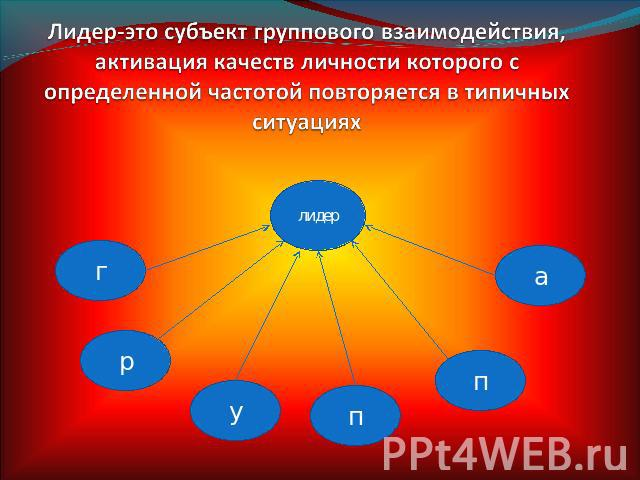 Лидер-это субъект группового взаимодействия,
активация качеств личности которого с
определенной частотой повторяется в типичных
ситуациях
лидер
г
р
у
п
п
а
PPt4WEB.ru